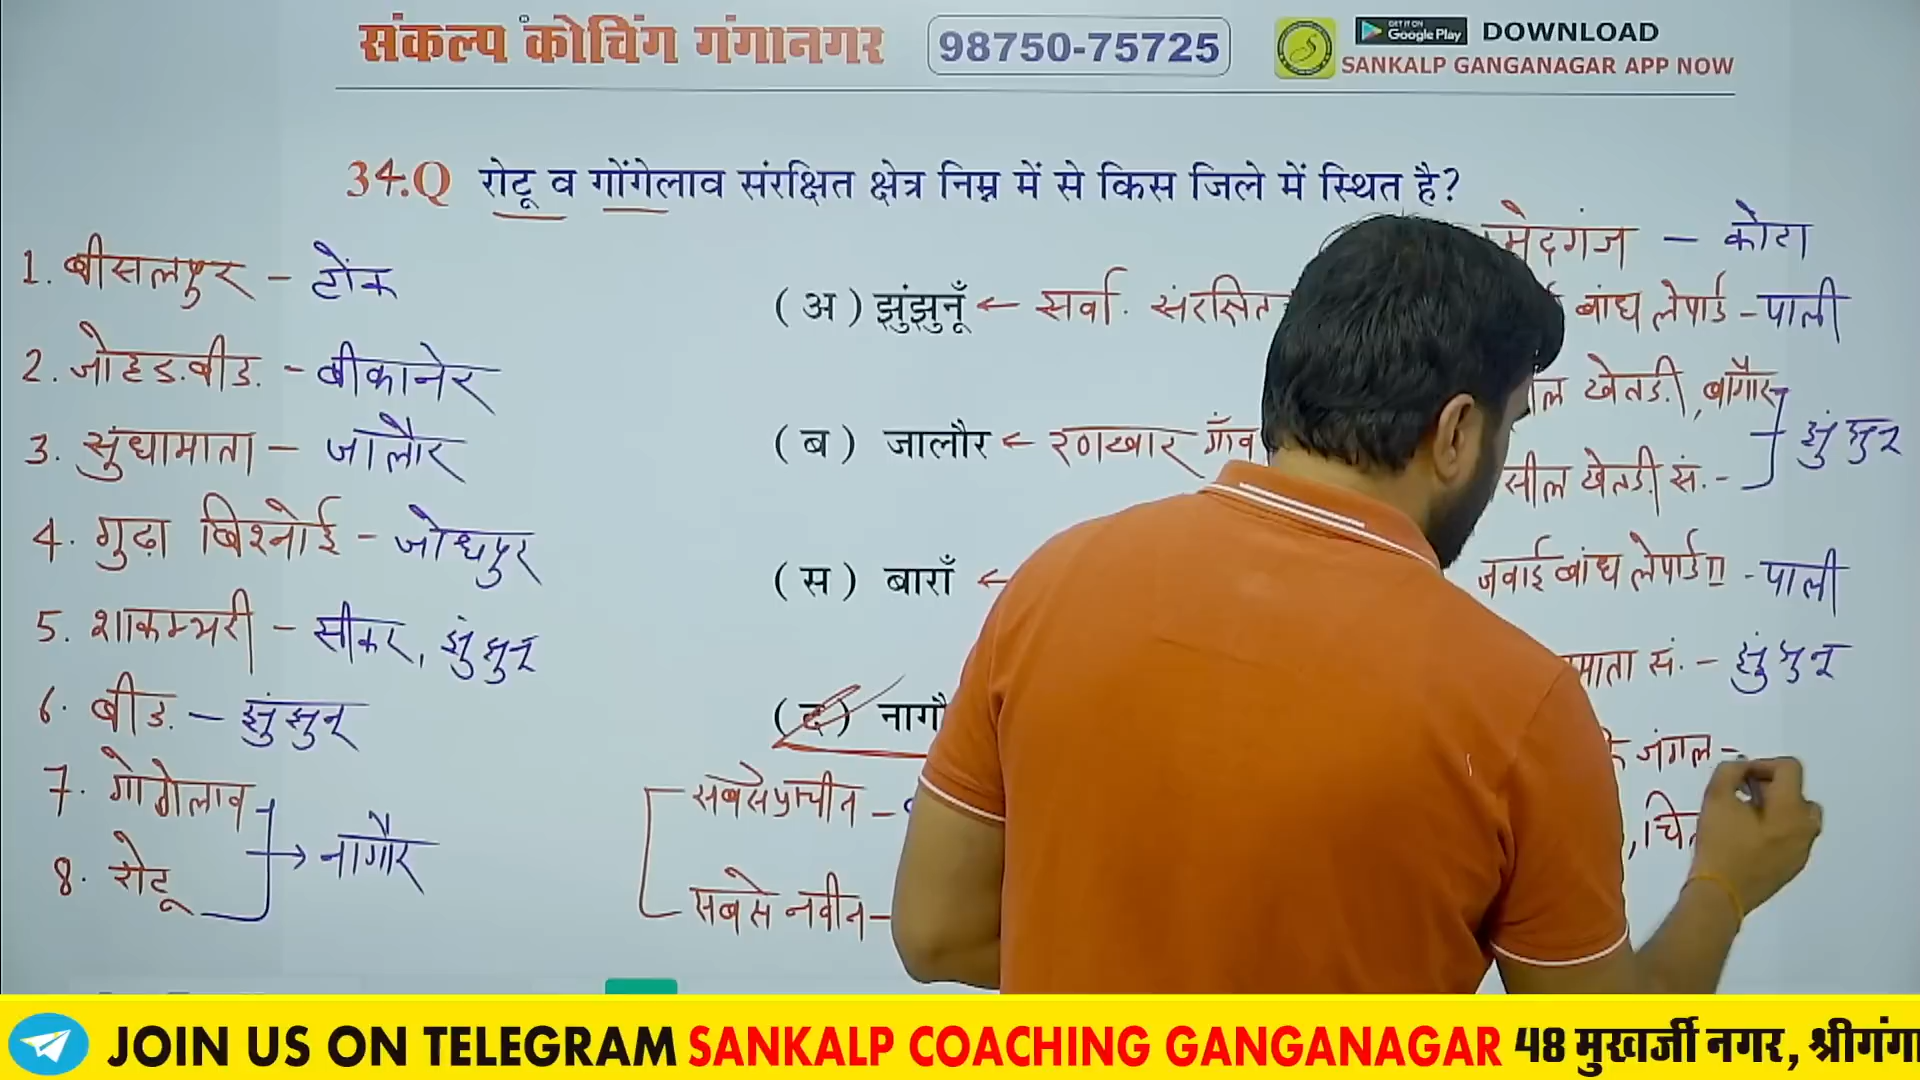 संकल्प कोचिंग गंगानगर
98750-75725
GET IT ON Google Play
DOWNLOAD
SANKALP GANGANAGAR APP NOW
34.Q रोटू व गोंगेलाव संरक्षित क्षेत्र निम्न में से किस जिले में स्थित है?
1. बीसलपुर - टोंक
2. जोहड.बीड. - बीकानेर
3. सुंधामाता - जालौर
4. गुढ़ा बिश्नोई - जोधपुर
5. शाकम्भरी - सीकर, झुंझुनू
6. बीड. - झुंझुनू
7. गोगेलाव
8. रोटू
→ नागौर
(अ) झुंझुनूँ ← सर्वा. संरक्षित
(ब) जालौर ← रणखार गाँव
(स) बाराँ ←
(द) नागौ
सबसे प्राचीन -
सबसे नवीन -
मेदगंज - कोटा
बांध लेपार्ड - पाली
खेतडी, बाँगौर
सील खेतडी सं. -
झुंझुनू
जवाई बांध लेपार्ड II - पाली
माता सं. - झुंझुनू
जंगल -
JOIN US ON TELEGRAM SANKALP COACHING GANGANAGAR 48 मुखर्जी नगर, श्रीगंगा